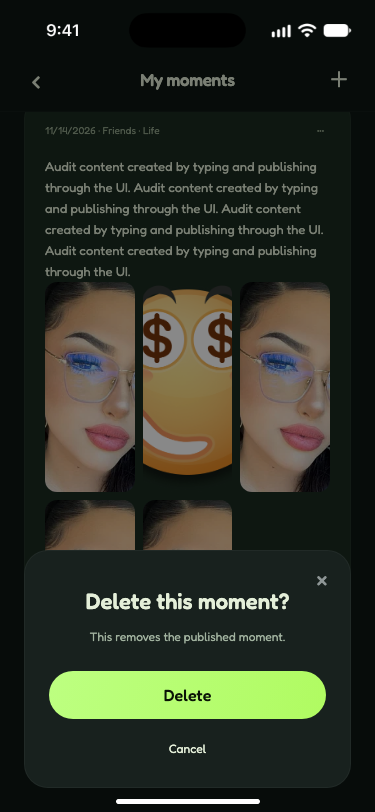 9:41
My moments
11/14/2026 · Friends · Life
Audit content created by typing and publishing
through the UI. Audit content created by typing
and publishing through the UI. Audit content
created by typing and publishing through the UI.
Audit content created by typing and publishing
through the UI.
Delete this moment?
This removes the published moment.
Delete
Cancel